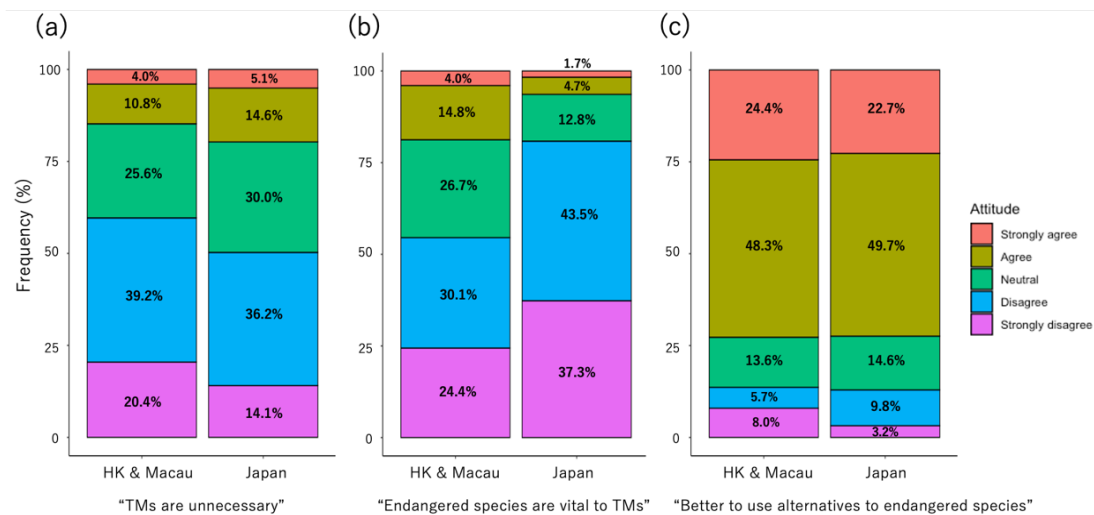 (a)
(b)
(c)
Frequency (%)
100
75
50
25
0
4.0%
10.8%
25.6%
39.2%
20.4%
5.1%
14.6%
30.0%
36.2%
14.1%
HK & Macau
Japan
“TMs are unnecessary”
100
75
50
25
0
4.0%
14.8%
26.7%
30.1%
24.4%
1.7%
4.7%
12.8%
43.5%
37.3%
HK & Macau
Japan
“Endangered species are vital to TMs”
100
75
50
25
0
24.4%
48.3%
13.6%
5.7%
8.0%
22.7%
49.7%
14.6%
9.8%
3.2%
HK & Macau
Japan
“Better to use alternatives to endangered species”
Attitude
Strongly agree
Agree
Neutral
Disagree
Strongly disagree